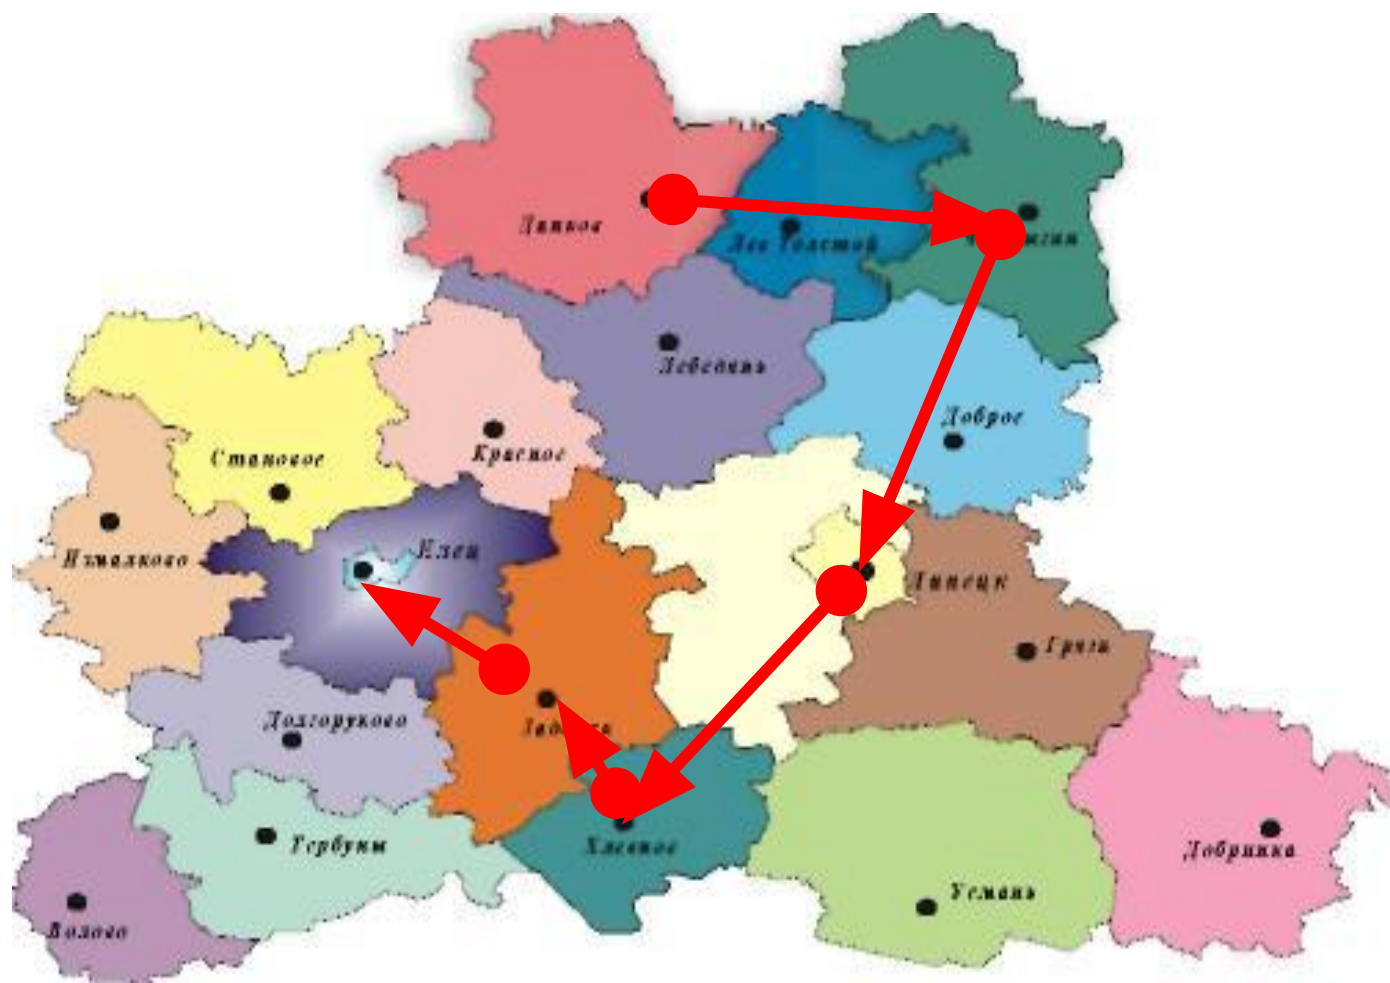 Данков
Лев Толстой
Лебедянь
Доброе
Красное
Становое
Елец
Измалково
Липецк
Грязи
Долгоруково
Тербуны
Хлевное
Добринка
Усмань
Волово